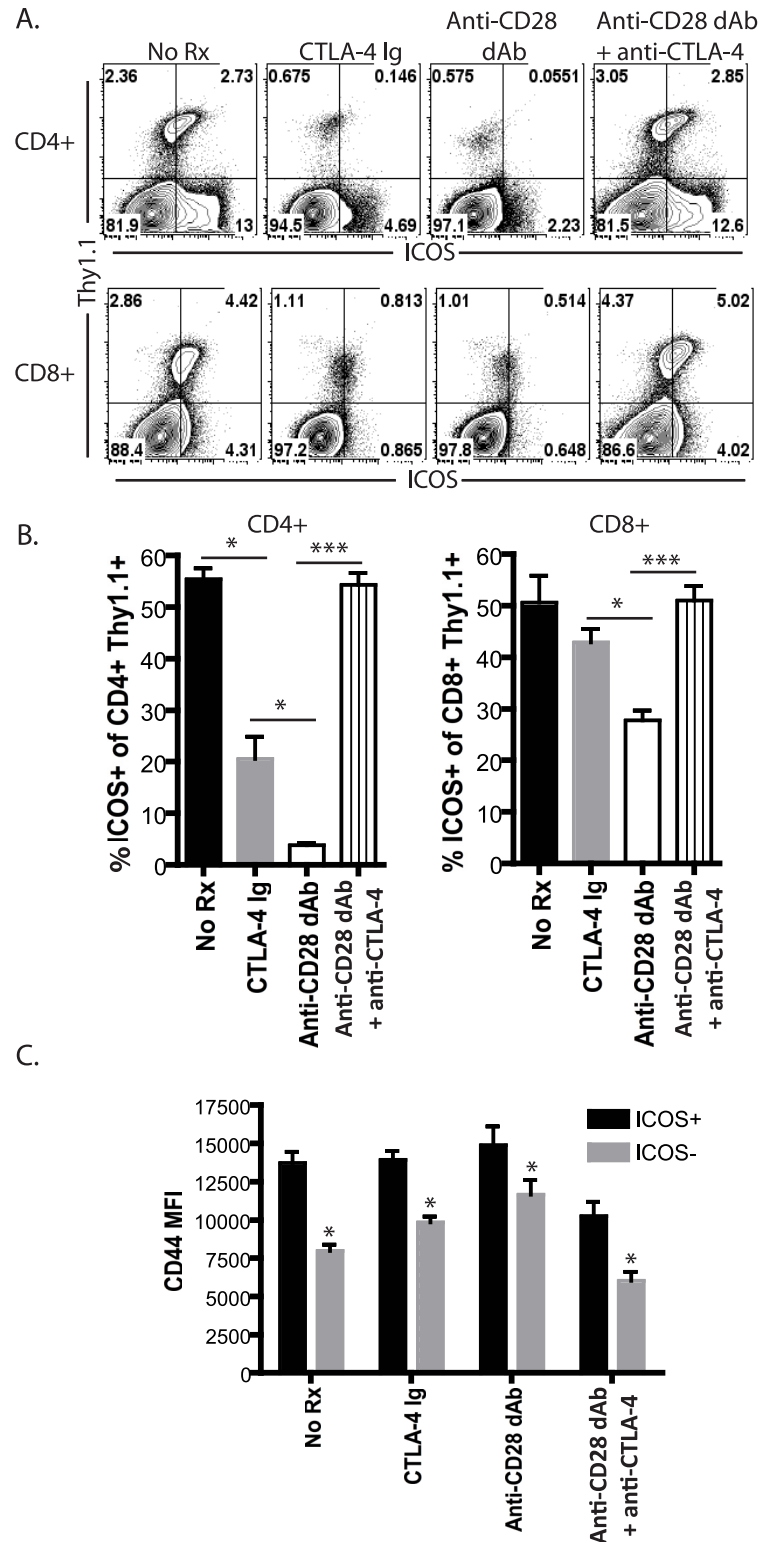 A.
No Rx
CTLA-4 Ig
Anti-CD28
dAb
Anti-CD28 dAb
+ anti-CTLA-4
CD4+
2.36 2.73
81.9 13
0.675 0.146
94.5 4.69
0.575 0.0551
97.1 2.23
3.05 2.85
81.5 12.6
ICOS
Thy1.1
CD8+
2.86 4.42
88.4 4.31
1.11 0.813
97.2 0.865
1.01 0.514
97.8 0.648
4.37 5.02
86.6 4.02
ICOS
B.
CD4+
% ICOS+ of CD4+ Thy1.1+
60
50
40
30
20
10
0
*
***
*
No Rx
CTLA-4 Ig
Anti-CD28 dAb
Anti-CD28 dAb
+ anti-CTLA-4
CD8+
% ICOS+ of CD8+ Thy1.1+
60
50
40
30
20
10
0
***
*
No Rx
CTLA-4 Ig
Anti-CD28 dAb
Anti-CD28 dAb
+ anti-CTLA-4
C.
CD44 MFI
17500
15000
12500
10000
7500
5000
2500
0
ICOS+
ICOS-
*
*
*
*
No Rx
CTLA-4 Ig
Anti-CD28 dAb
Anti-CD28 dAb
+ anti-CTLA-4